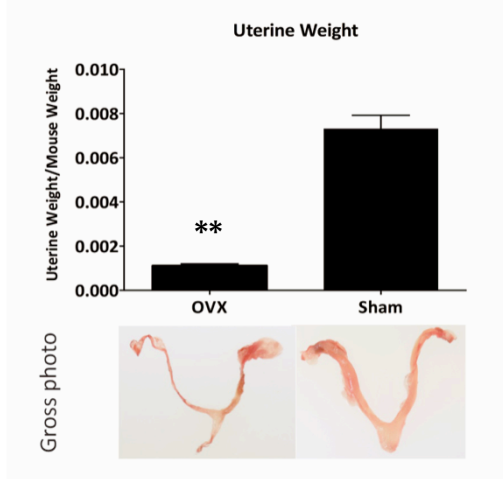 Uterine Weight
Uterine Weight/Mouse Weight
0.010
0.008
0.006
0.004
0.002
0.000
**
OVX Sham
Gross photo